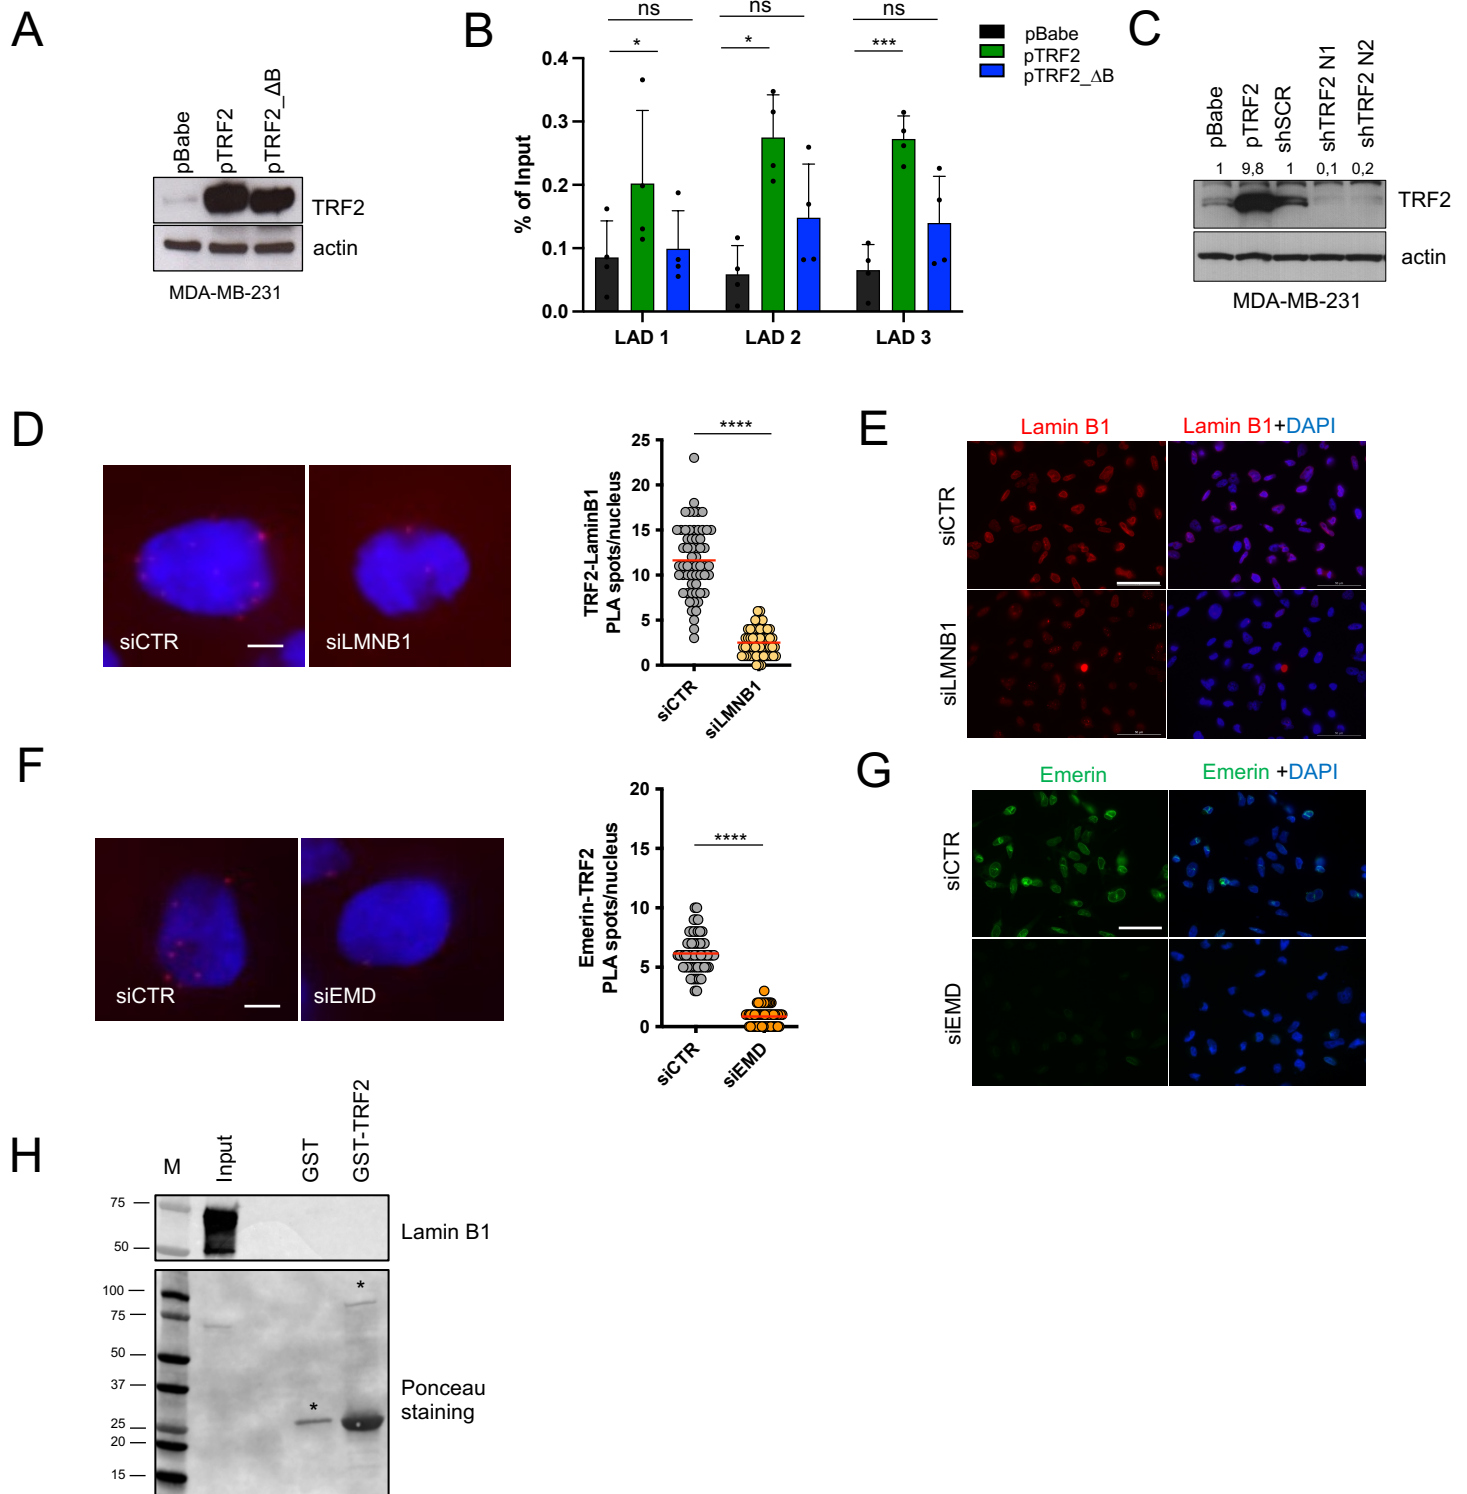 A
pBabe
pTRF2
pTRF2_ΔB
TRF2
actin
MDA-MB-231
B
ns
ns
ns
*
*
***
pBabe
pTRF2
pTRF2_ΔB
% of Input
0.4
0.3
0.2
0.1
0.0
LAD 1
LAD 2
LAD 3
C
pBabe
pTRF2
shSCR
shTRF2 N1
shTRF2 N2
1 9,8 1 0,1 0,2
TRF2
actin
MDA-MB-231
D
siCTR
siLMNB1
TRF2-LaminB1
PLA spots/nucleus
25
20
15
10
5
0
****
siCTR
siLMNB1
E
Lamin B1
Lamin B1+DAPI
siCTR
siLMNB1
F
siCTR
siEMD
Emerin-TRF2
PLA spots/nucleus
20
15
10
5
0
****
siCTR
siEMD
G
Emerin
Emerin +DAPI
siCTR
siEMD
H
M
Input
GST
GST-TRF2
75
50
Lamin B1
100
75
50
37
25
20
15
*
*
*
Ponceau
staining